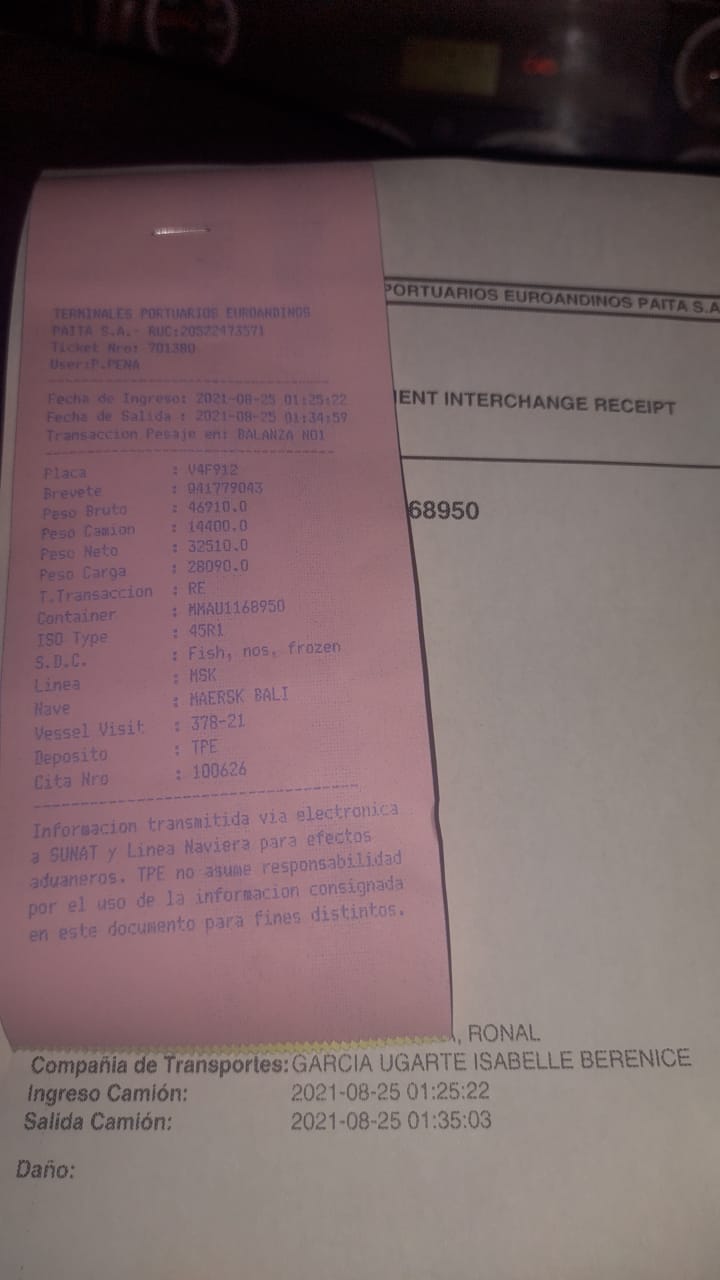 TERMINALES PORTUARIOS EUROANDINOS
PAITA S.A.- RUC:20522473571
Ticket Nro: 701380
User:P.PENA
Fecha de Ingreso: 2021-08-25 01:25:22
Fecha de Salida : 2021-08-25 01:34:59
Transaccion Pesaje en: BALANZA N01
Placa : V4F912
Brevete : Q41779043
Peso Bruto : 46910.0
Peso Camion : 14400.0
Peso Neto : 32510.0
Peso Carga : 28090.0
T.Transaccion : RE
Container : MMAU1168950
ISO Type : 45R1
S.D.C. : Fish, nos, frozen
Linea : MSK
Nave : MAERSK BALI
Vessel Visit : 378-21
Deposito : TPE
Cita Nro : 100626
Informacion transmitida via electronica
a SUNAT y Linea Naviera para efectos
aduaneros. TPE no asume responsabilidad
por el uso de la informacion consignada
en este documento para fines distintos.
PORTUARIOS EUROANDINOS PAITA S.A
ENT INTERCHANGE RECEIPT
68950
, RONAL
Compañia de Transportes: GARCIA UGARTE ISABELLE BERENICE
Ingreso Camión: 2021-08-25 01:25:22
Salida Camión: 2021-08-25 01:35:03
Daño: